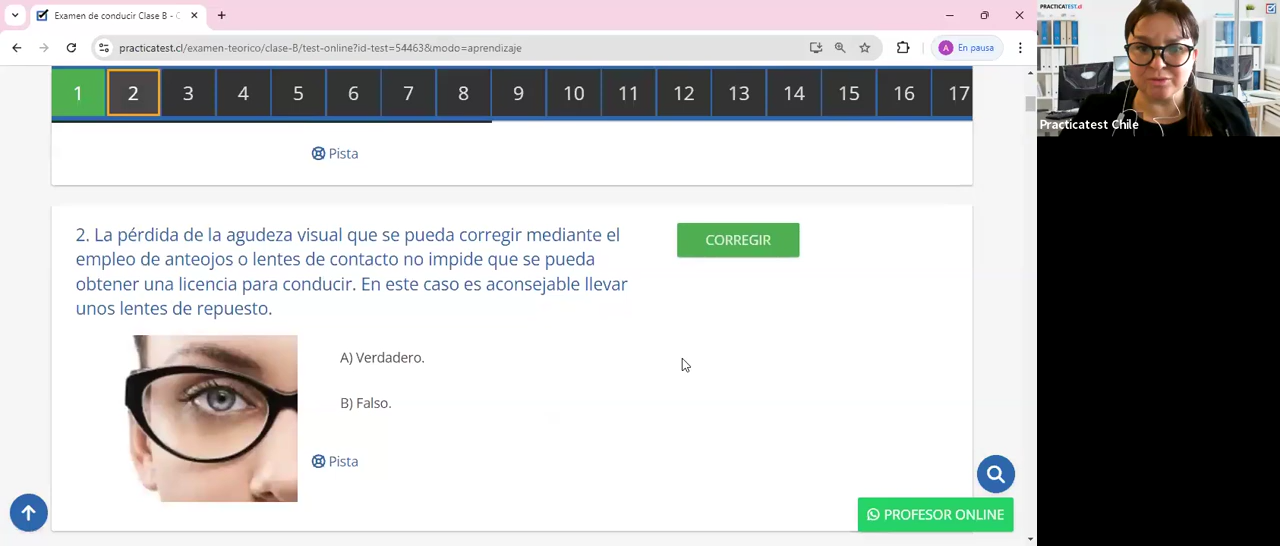 Examen de conducir Clase B - C
practicatest.cl/examen-teorico/clase-B/test-online?id-test=54463&modo=aprendizaje
A En pausa
PRACTICATEST.cl
Practicatest Chile
1 2 3 4 5 6 7 8 9 10 11 12 13 14 15 16 17
Pista
2. La pérdida de la agudeza visual que se pueda corregir mediante el
empleo de anteojos o lentes de contacto no impide que se pueda
obtener una licencia para conducir. En este caso es aconsejable llevar
unos lentes de repuesto.
CORREGIR
A) Verdadero.
B) Falso.
Pista
PROFESOR ONLINE